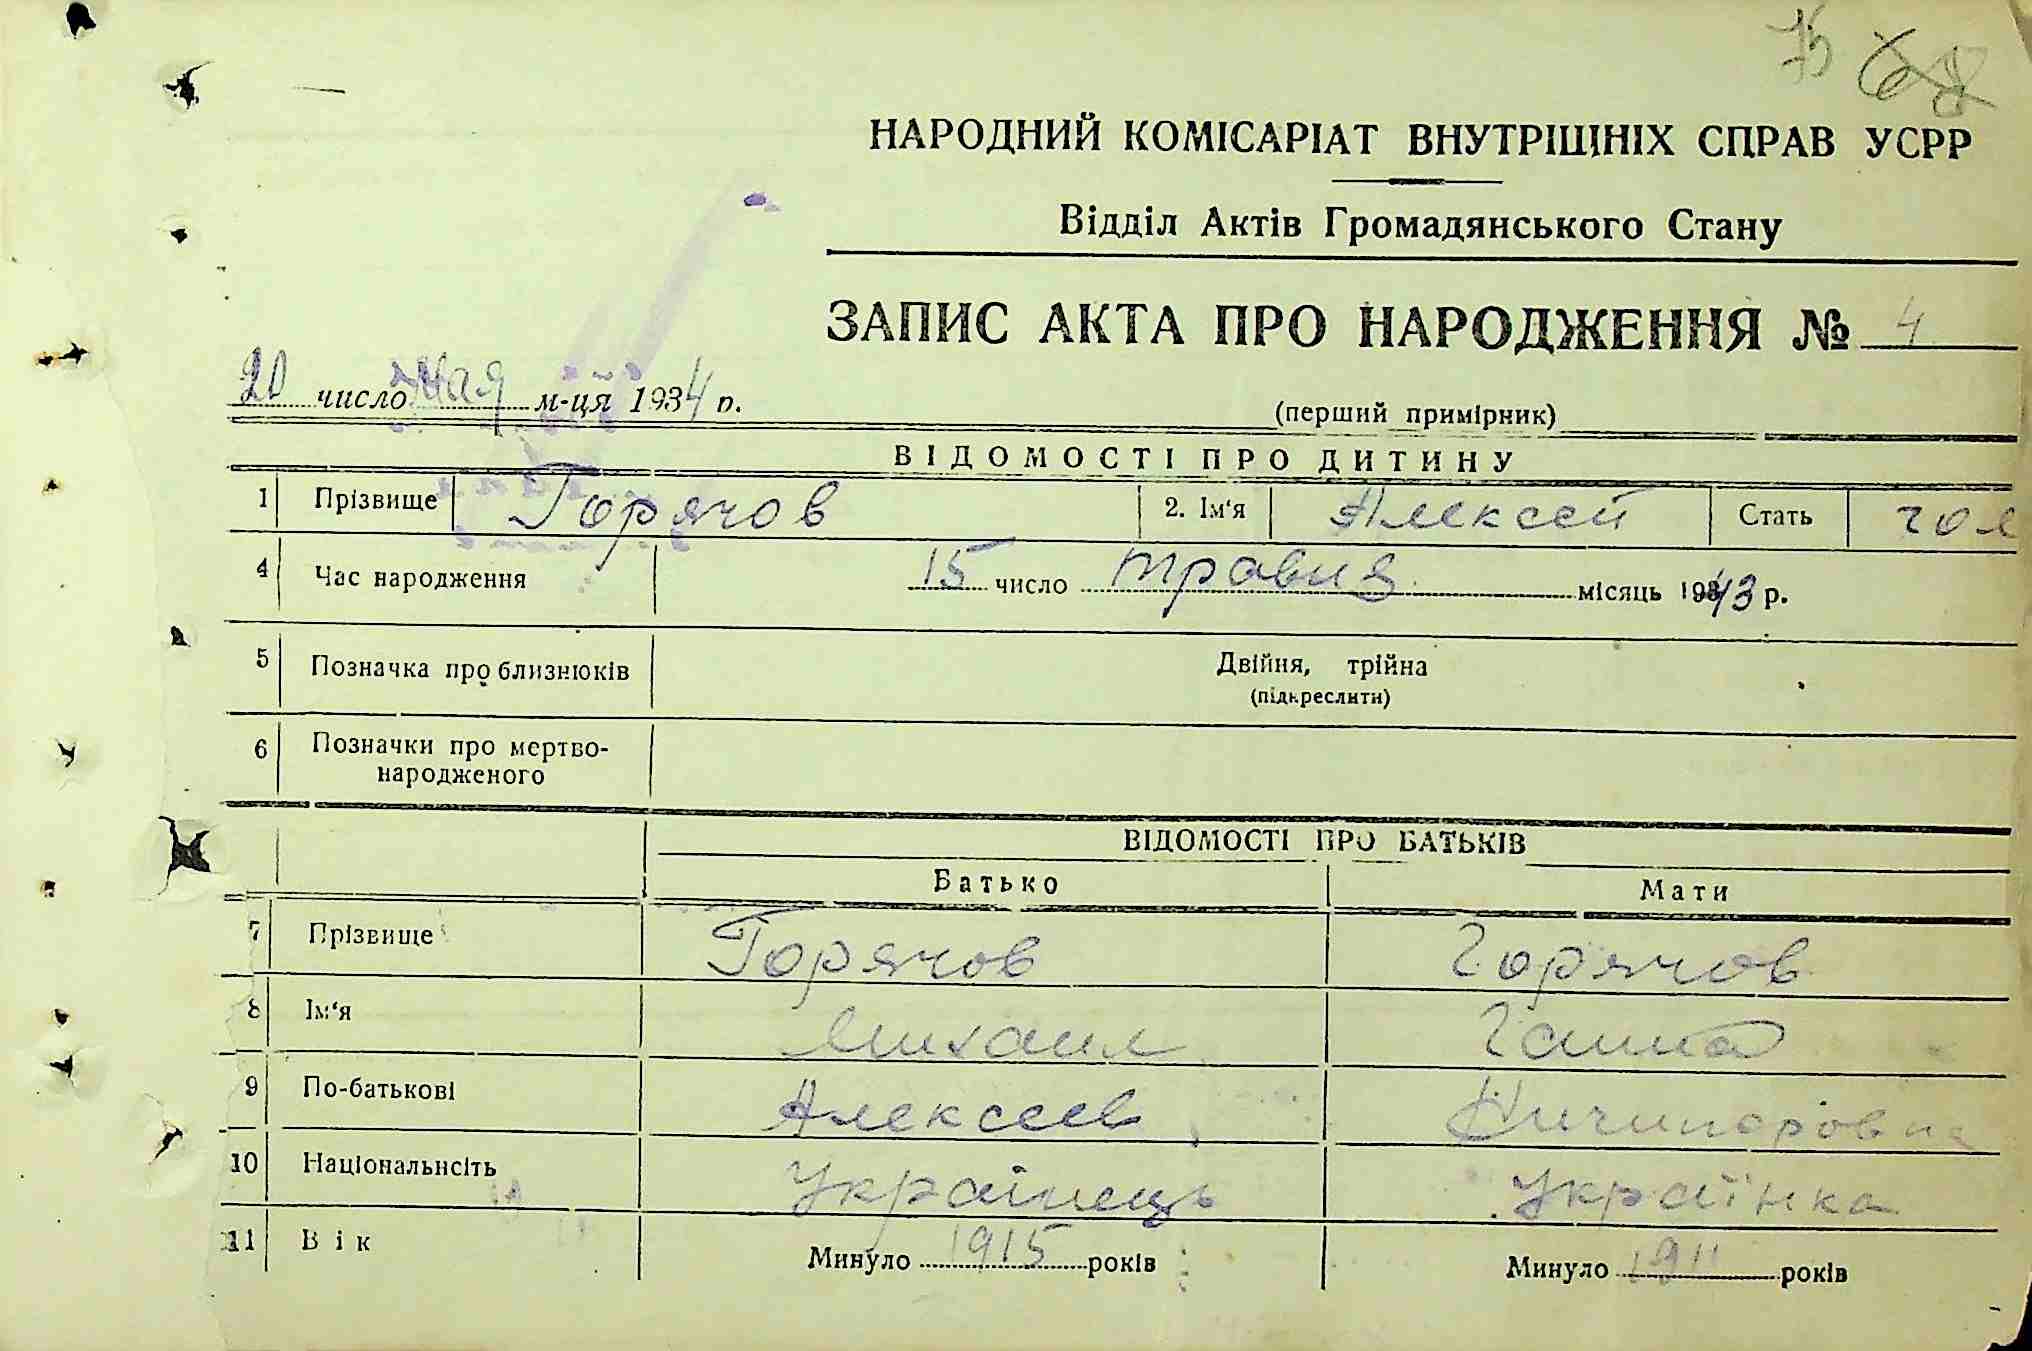 75 68
НАРОДНИЙ КОМІСАРІАТ ВНУТРІШНІХ СПРАВ УСРР
Відділ Актів Громадянського Стану
ЗАПИС АКТА ПРО НАРОДЖЕННЯ № 4
20 число мая м-ця 1934 р.
(перший примірник)
ВІДОМОСТІ ПРО ДИТИНУ
1 Прізвище Горячов 2. Ім'я Алексей Стать чол
4 Час народження 15 число травня місяць 1943 р.
5 Позначка про близнюків Двійня, трійна
(підкреслити)
6 Позначки про мертво-
народженого
ВІДОМОСТІ ПРО БАТЬКІВ
Батько Мати
7 Прізвище Горячов Горячов
8 Ім'я Михаил Ганна
9 По-батькові Алексеев Ничипоровна
10 Національність Українець Українка
11 Вік Минуло 1915 років Минуло 1911 років